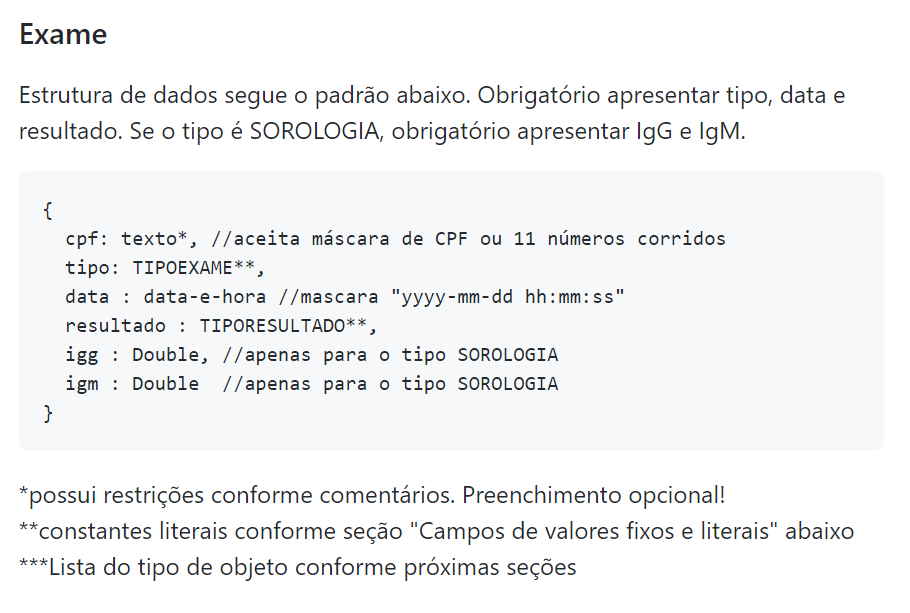 Exame
Estrutura de dados segue o padrão abaixo. Obrigatório apresentar tipo, data e
resultado. Se o tipo é SOROLOGIA, obrigatório apresentar IgG e IgM.
{
  cpf: texto*, //aceita máscara de CPF ou 11 números corridos
  tipo: TIPOEXAME**,
  data : data-e-hora //mascara "yyyy-mm-dd hh:mm:ss"
  resultado : TIPORESULTADO**,
  igg : Double, //apenas para o tipo SOROLOGIA
  igm : Double  //apenas para o tipo SOROLOGIA
}
*possui restrições conforme comentários. Preenchimento opcional!
**constantes literais conforme seção "Campos de valores fixos e literais" abaixo
***Lista do tipo de objeto conforme próximas seções